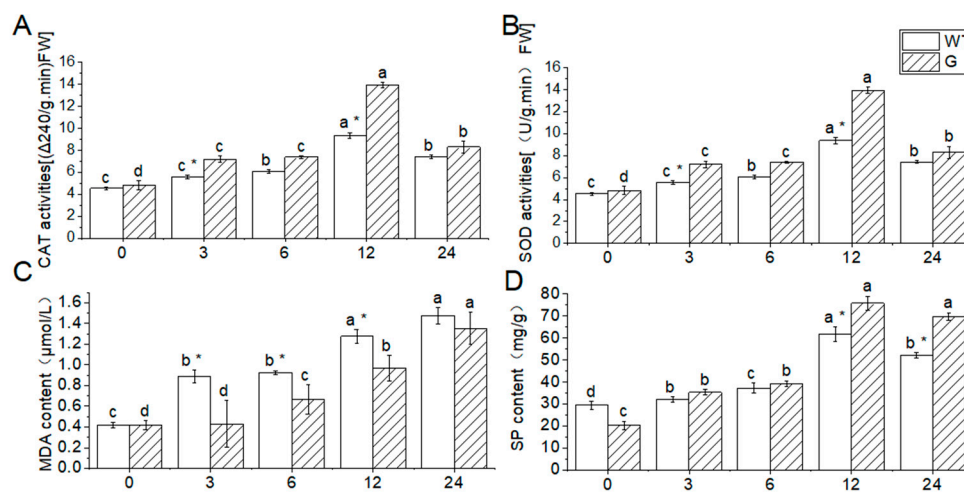 A
CAT activities[(Δ240/g.min)FW]
16
14
12
10
8
6
4
2
0
c d c * c b c a * a b b
0 3 6 12 24
B
SOD activities[（U/g.min） FW]
16
14
12
10
8
6
4
2
0
c d c * c b c a * a b b
0 3 6 12 24
WT
G
C
MDA content（μmol/L）
1.6
1.4
1.2
1.0
0.8
0.6
0.4
0.2
0.0
c d b * d b * c a * b a a
0 3 6 12 24
D
SP content（mg/g）
80
70
60
50
40
30
20
10
0
d c b b c b a * a b * a
0 3 6 12 24